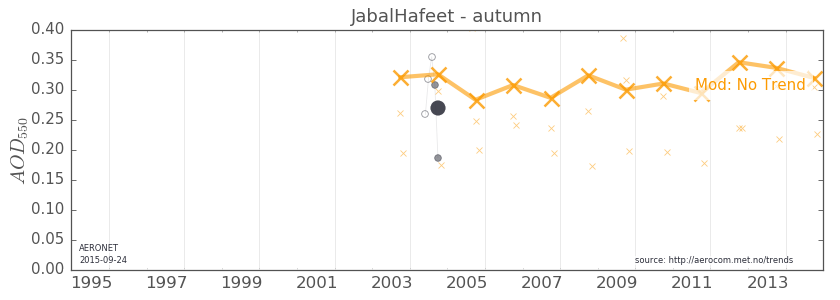 JabalHafeet - autumn
0.40
0.35
0.30
0.25
0.20
0.15
0.10
0.05
0.00
AOD550
Mod: No Trend
AERONET
2015-09-24
source: http://aerocom.met.no/trends
1995 1997 1999 2001 2003 2005 2007 2009 2011 2013